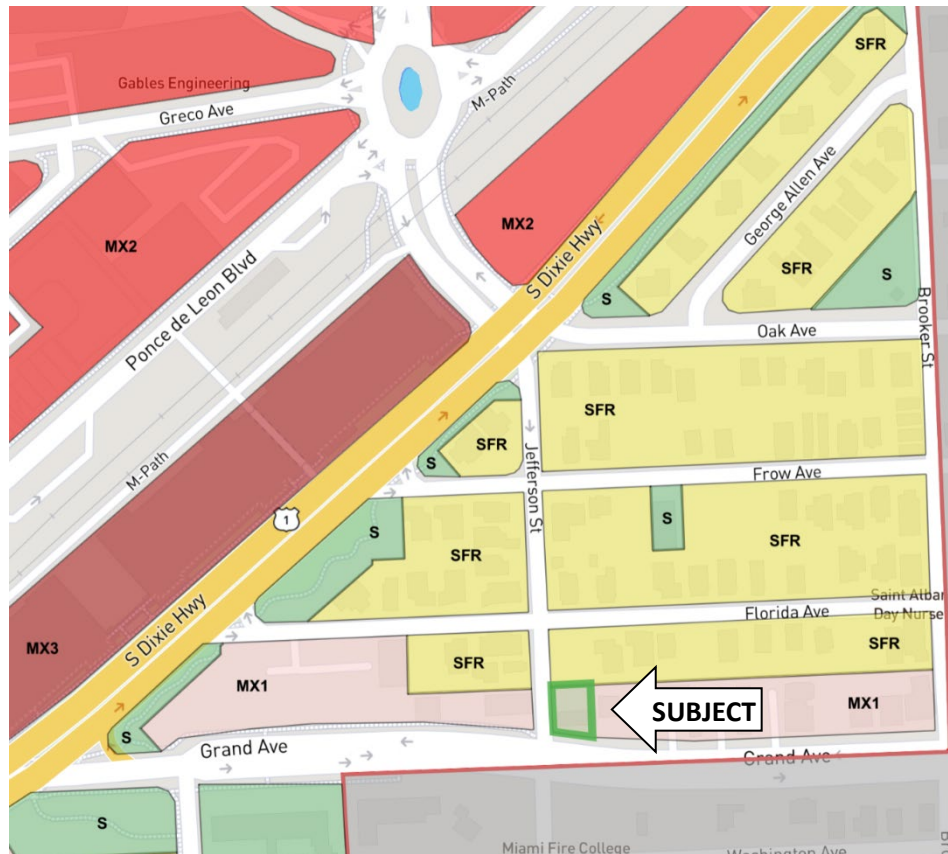 SFR
Gables Engineering
M-Path
Greco Ave
George Allen Ave
MX2
MX2
S Dixie Hwy
SFR
S
Ponce de Leon Blvd
S
Brooker St
Oak Ave
SFR
SFR
Jefferson St
S
M-Path
Frow Ave
1
S
S
SFR
SFR
Saint Alban
Day Nurse
Florida Ave
S Dixie Hwy
MX3
SFR
SFR
MX1
SUBJECT
MX1
S
Grand Ave
Grand Ave
S
Miami Fire College
Washington Ave